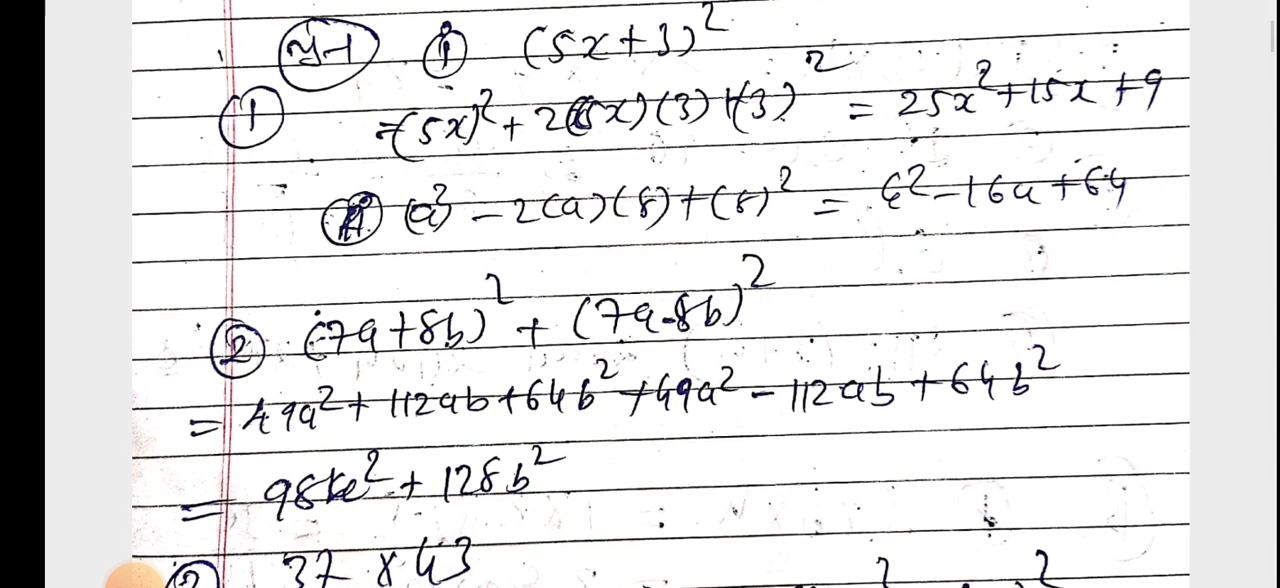 (i) (5x+3)²
(1) =(5x)²+2(5x)(3)+(3)² = 25x²+15x+9
(ii) (a²) - 2(a)(8)+(8)² = a²-16a+64
(2) (7a+8b)² + (7a-8b)²
= 49a²+112ab+64b²+49a²-112ab+64b²
= 98a²+128b²
37 x 43